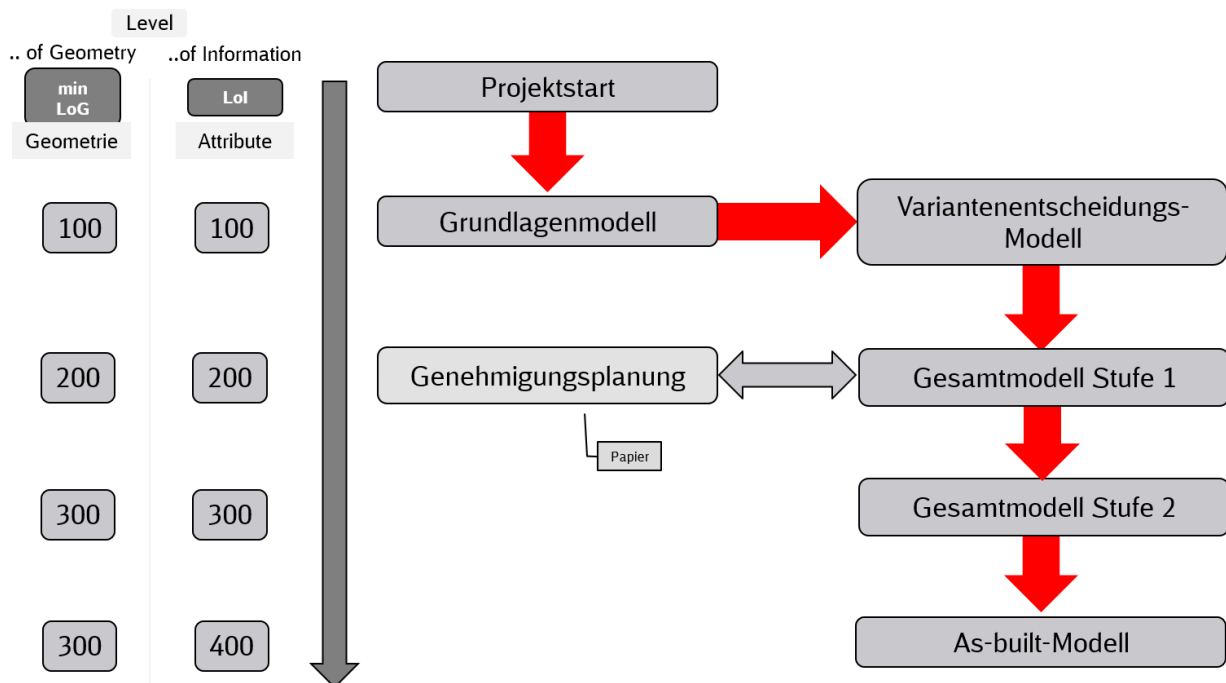 Level
.. of Geometry
..of Information
min
LoG
LoI
Geometrie
Attribute
Projektstart
100
100
Grundlagenmodell
Variantenentscheidungs-
Modell
200
200
Genehmigungsplanung
Gesamtmodell Stufe 1
Papier
300
300
Gesamtmodell Stufe 2
300
400
As-built-Modell